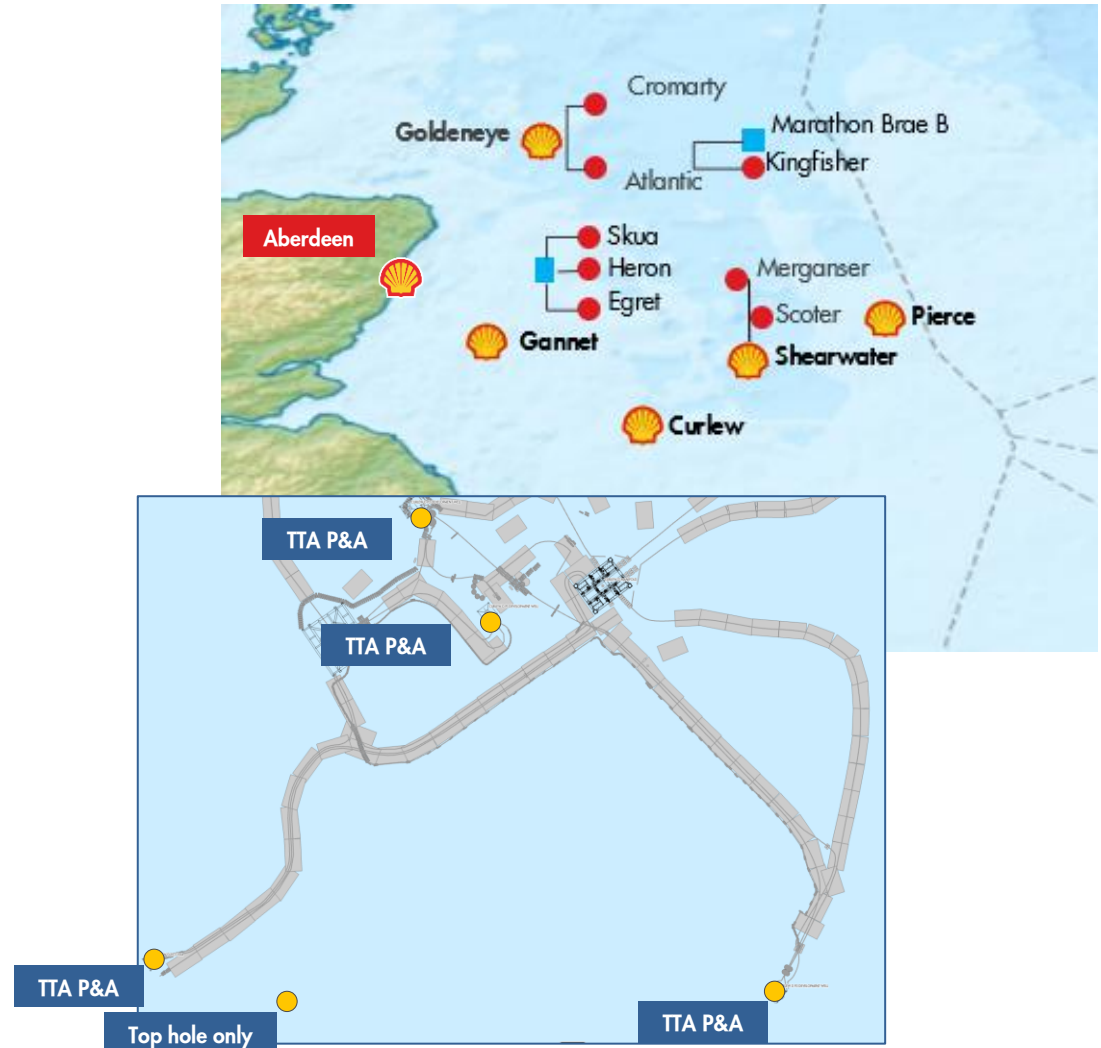 Cromarty
Goldeneye
Marathon Brae B
Kingfisher
Atlantic
Aberdeen
Skua
Heron
Egret
Merganser
Scoter
Pierce
Gannet
Shearwater
Curlew
TTA P&A
TTA P&A
TTA P&A
Top hole only
TTA P&A